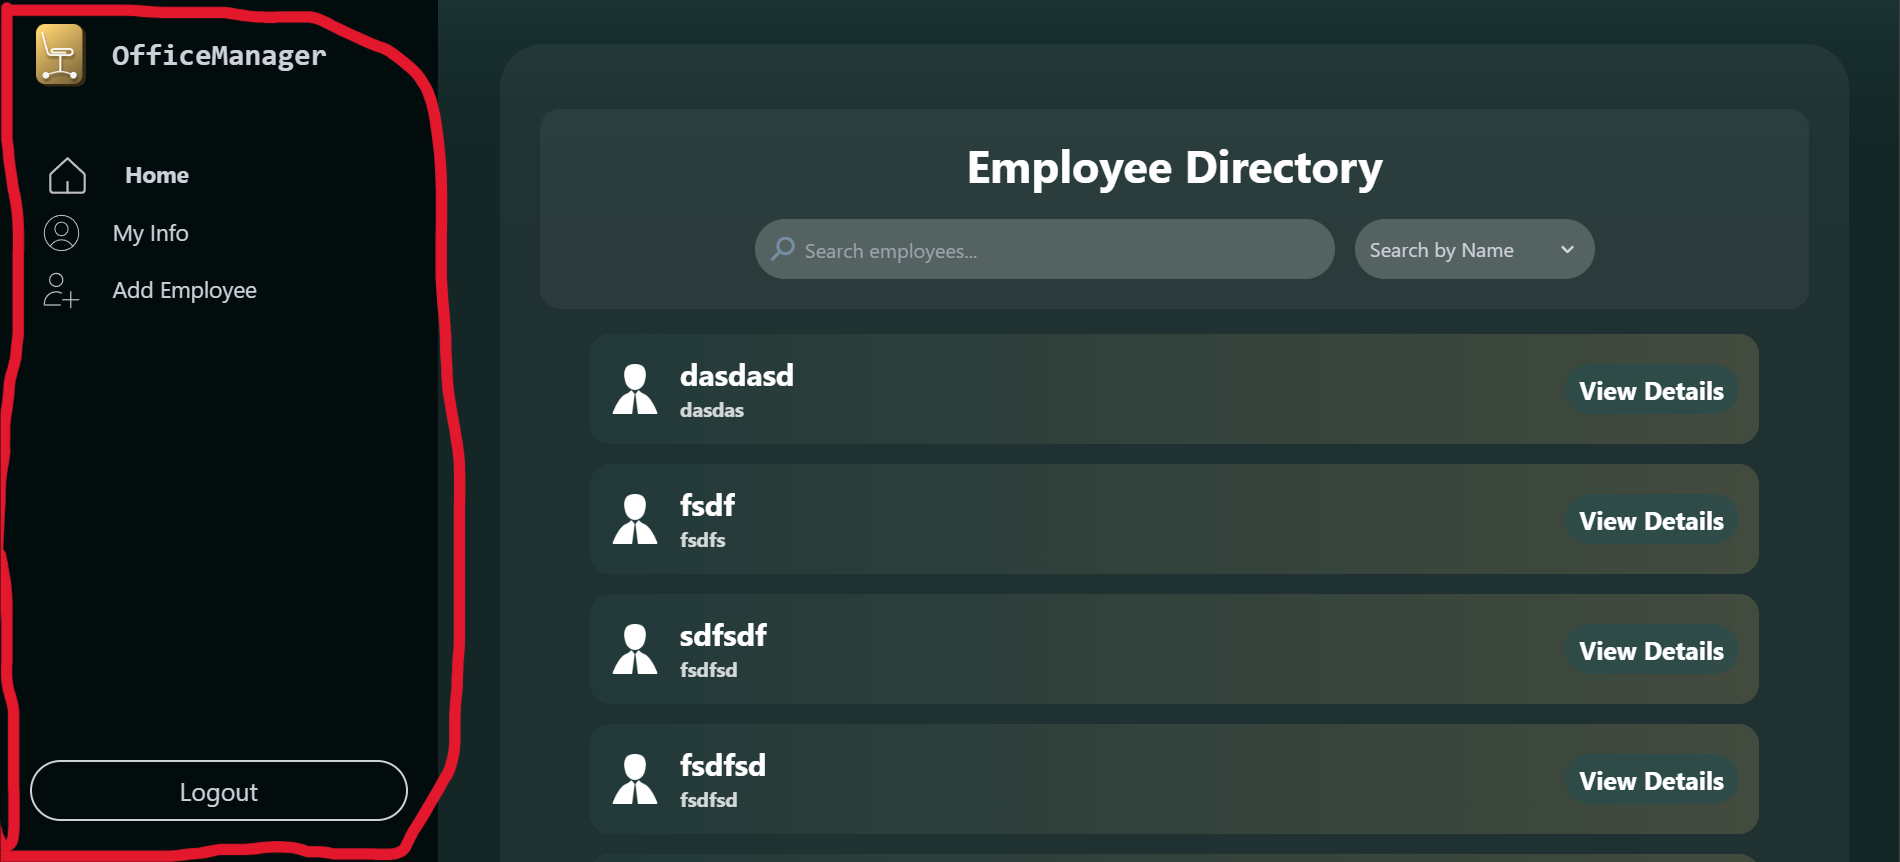 OfficeManager
Home
My Info
Add Employee
Logout
Employee Directory
Search employees...
Search by Name
dasdasd
dasdas
View Details
fsdf
fsdfs
View Details
sdfsdf
fsdfsd
View Details
fsdfsd
fsdfsd
View Details